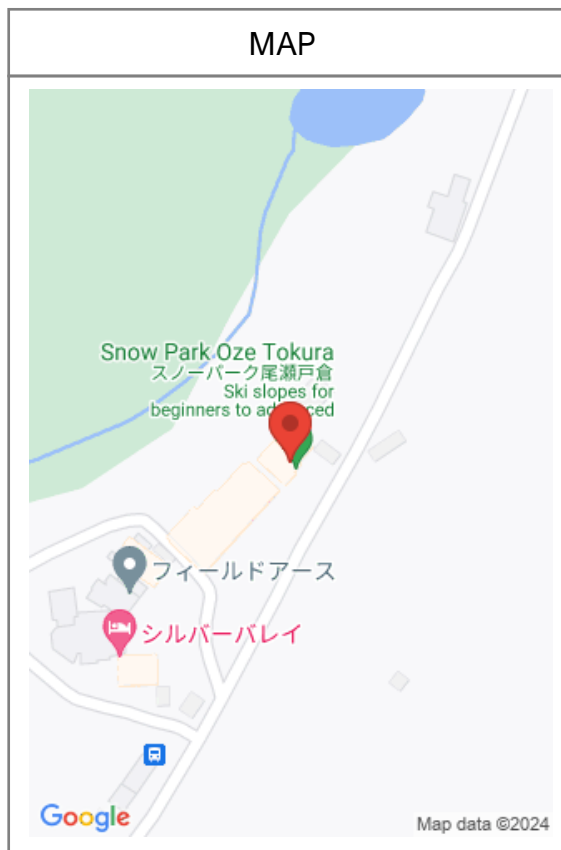 MAP
Snow Park Oze Tokura
スノーパーク尾瀬戸倉
Ski slopes for
beginners to advanced
フィールドアース
シルバーバレイ
Google
Map data ©2024